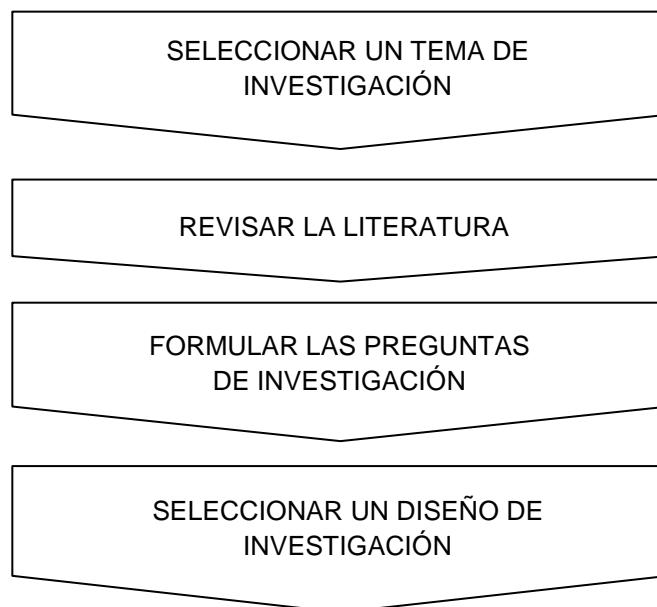 SELECCIONAR UN TEMA DE
INVESTIGACIÓN
REVISAR LA LITERATURA
FORMULAR LAS PREGUNTAS
DE INVESTIGACIÓN
SELECCIONAR UN DISEÑO DE
INVESTIGACIÓN